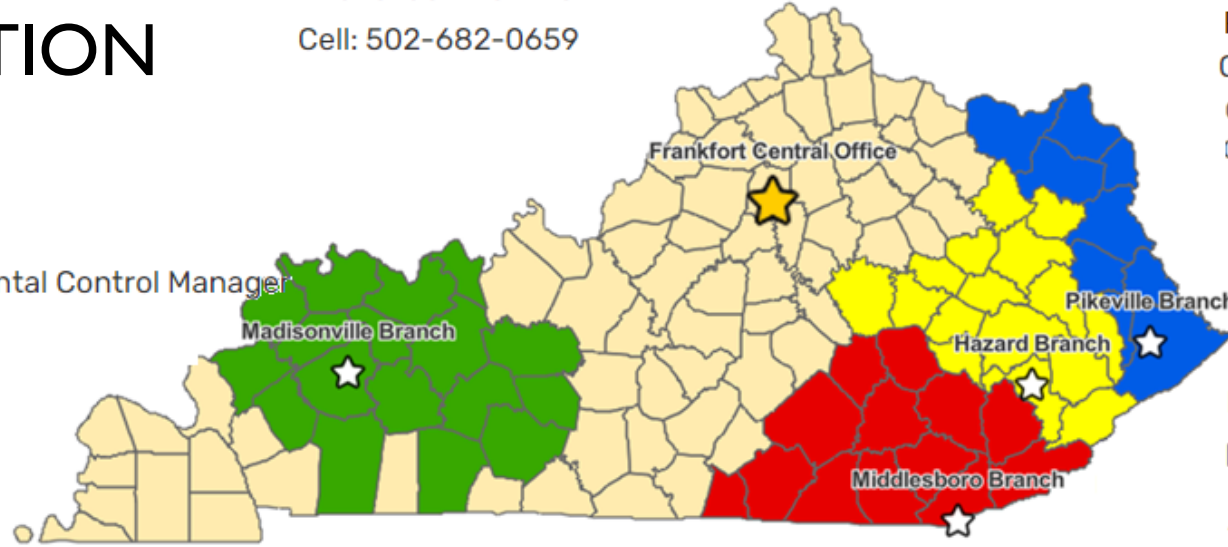 TION
Cell: 502-682-0659
Frankfort Central Office
ntal Control Manager
Pikeville Branch
Madisonville Branch
Hazard Branch
Middlesboro Branch